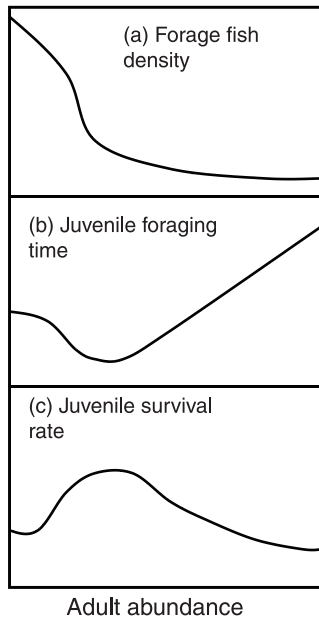 (a) Forage fish
density
(b) Juvenile foraging
time
(c) Juvenile survival
rate
Adult abundance